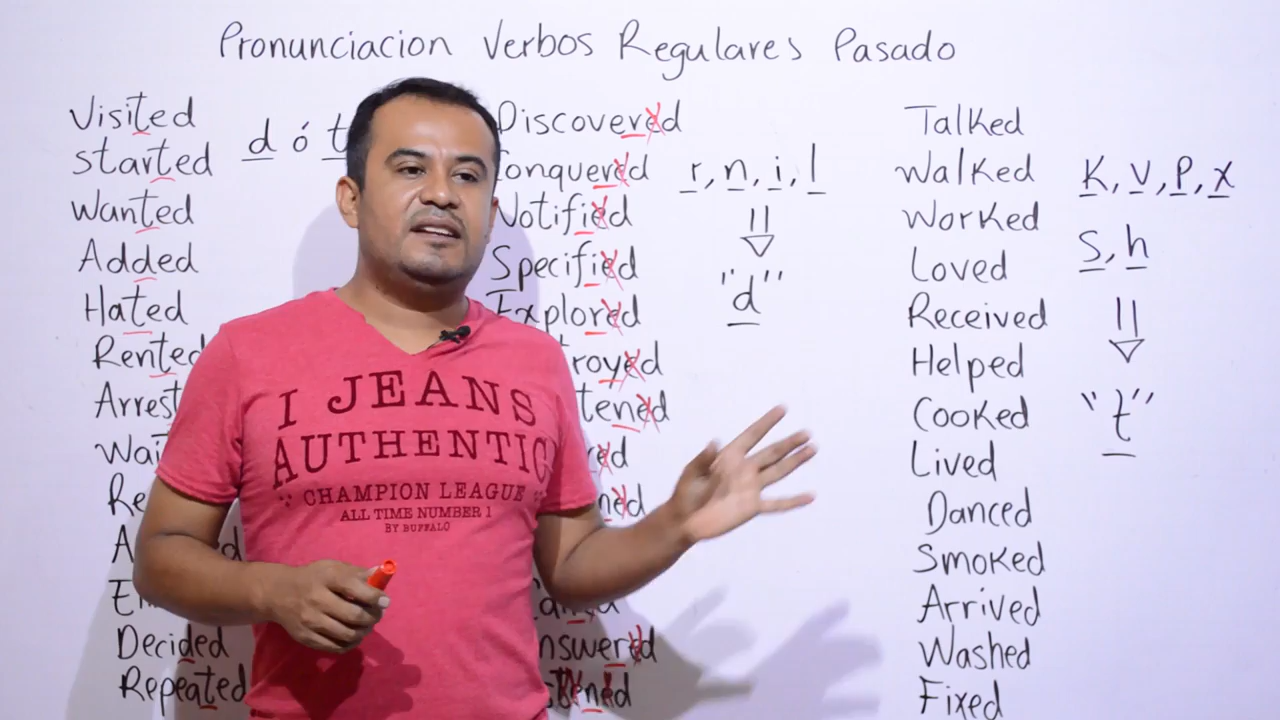 Pronunciacion Verbos Regulares Pasado
Visited
started
Wanted
Added
Hated
Rented
Decided
Repeated
d ó t
Discovered
Conquered
Notified
Specified
Explored
r, n, i, l
"d"
Talked
Walked
Worked
Loved
Received
Helped
Cooked
Lived
Danced
Smoked
Arrived
Washed
Fixed
K, V, P, x
S, h
"t"
I JEANS
AUTHENTIC
CHAMPION LEAGUE
ALL TIME NUMBER 1
BY BUFFALO